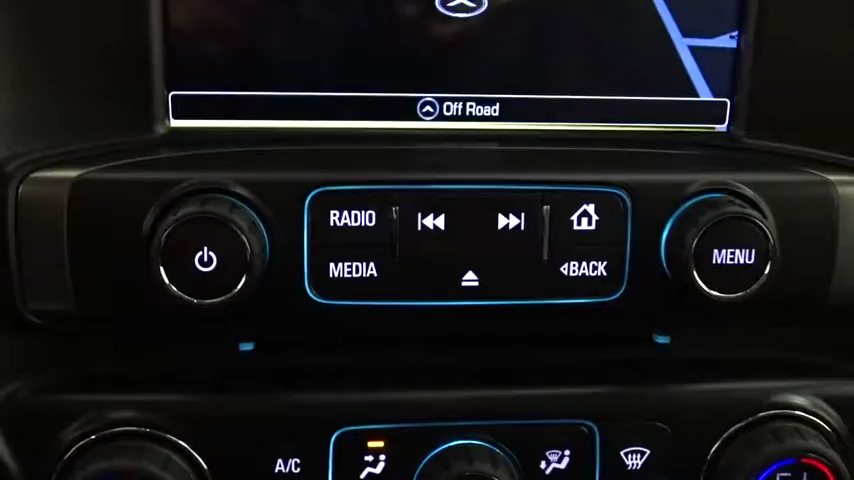 Off Road
RADIO
MEDIA
BACK
MENU
A/C